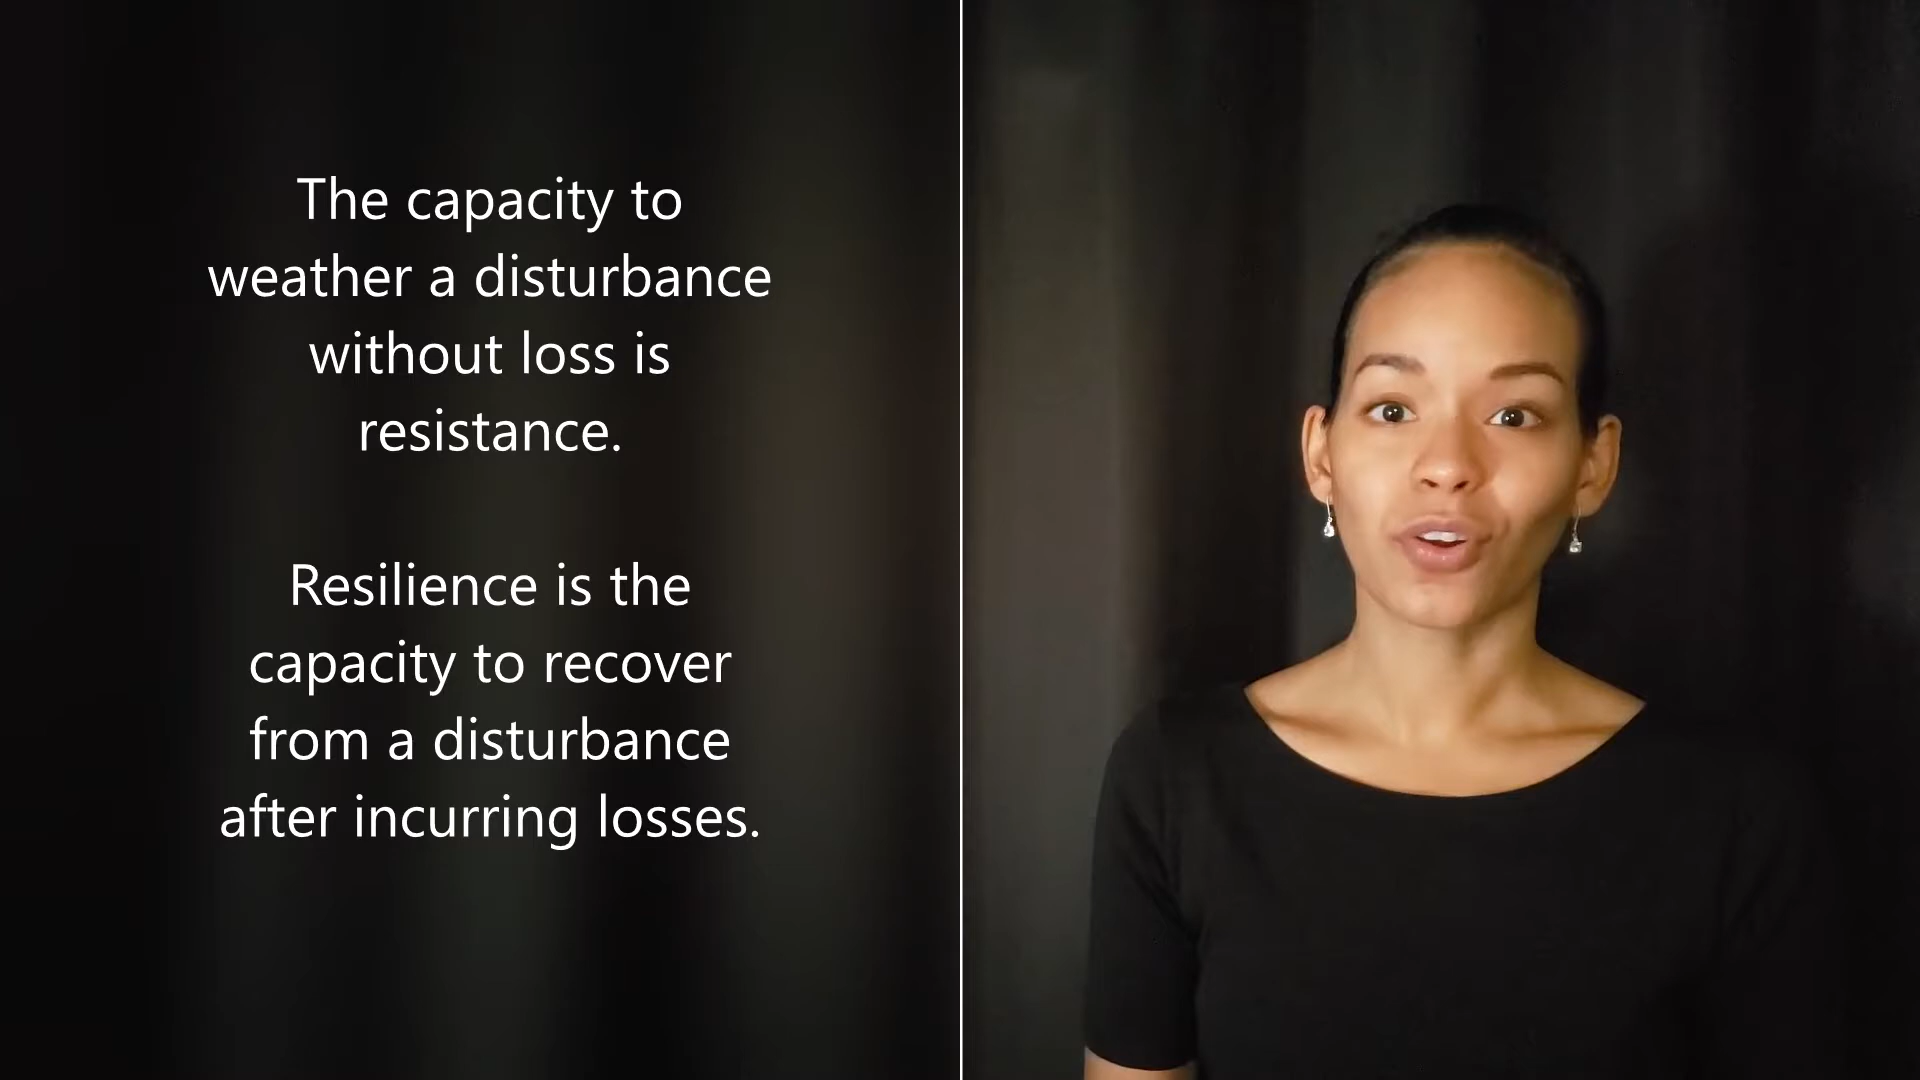 The capacity to
weather a disturbance
without loss is
resistance.
Resilience is the
capacity to recover
from a disturbance
after incurring losses.